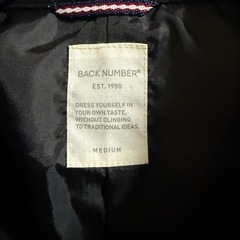 BACK NUMBER®
EST. 1980
DRESS YOURSELF IN
YOUR OWN TASTE,
WITHOUT CLINGING
TO TRADITIONAL IDEAS.
MEDIUM